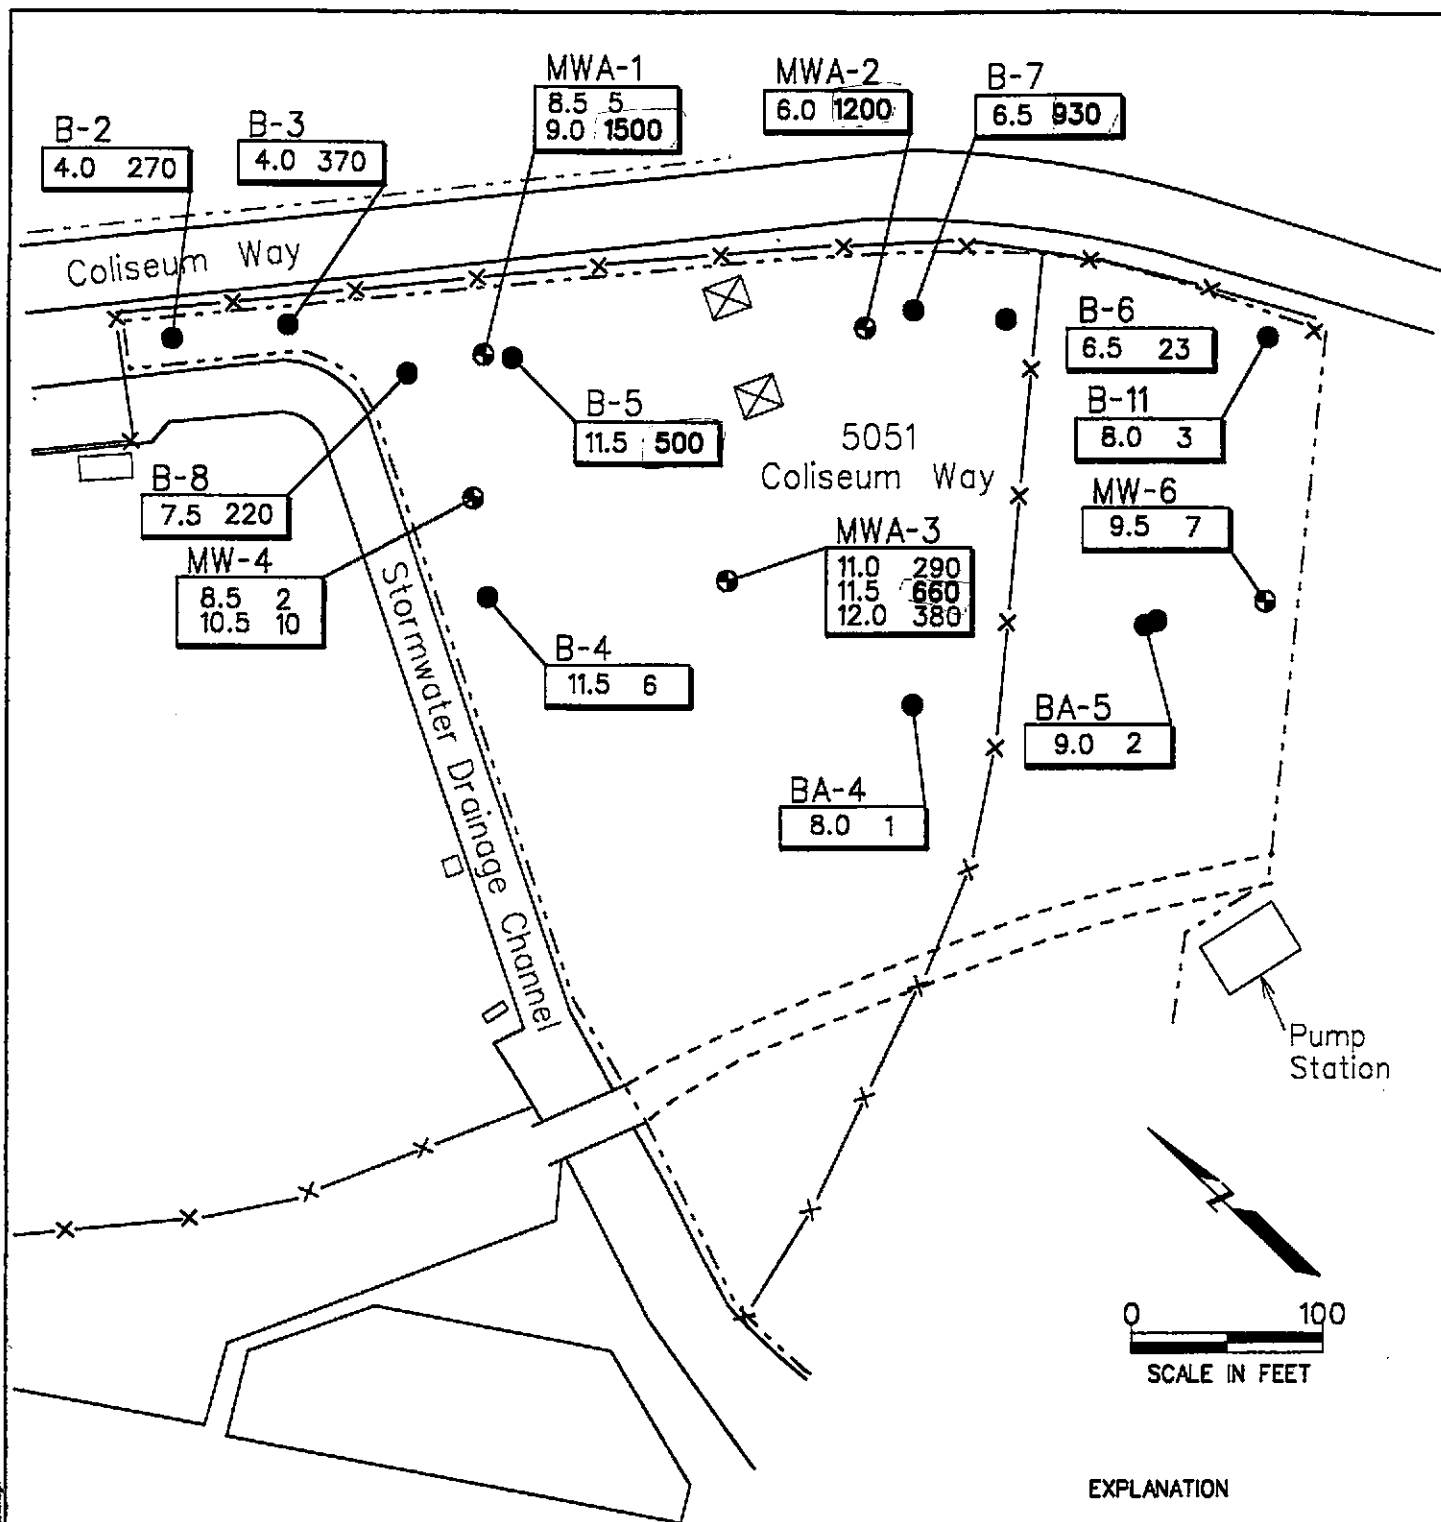 MWA-1
8.5 5
9.0 1500
MWA-2
6.0 1200
B-7
6.5 930
B-2
4.0 270
B-3
4.0 370
Coliseum Way
B-6
6.5 23
B-11
8.0 3
B-5
11.5 500
5051
Coliseum Way
B-8
7.5 220
MW-6
9.5 7
MW-4
8.5 2
10.5 10
MWA-3
11.0 290
11.5 660
12.0 380
Stormwater Drainage Channel
B-4
11.5 6
BA-5
9.0 2
BA-4
8.0 1
Pump
Station
0 100
SCALE IN FEET
EXPLANATION